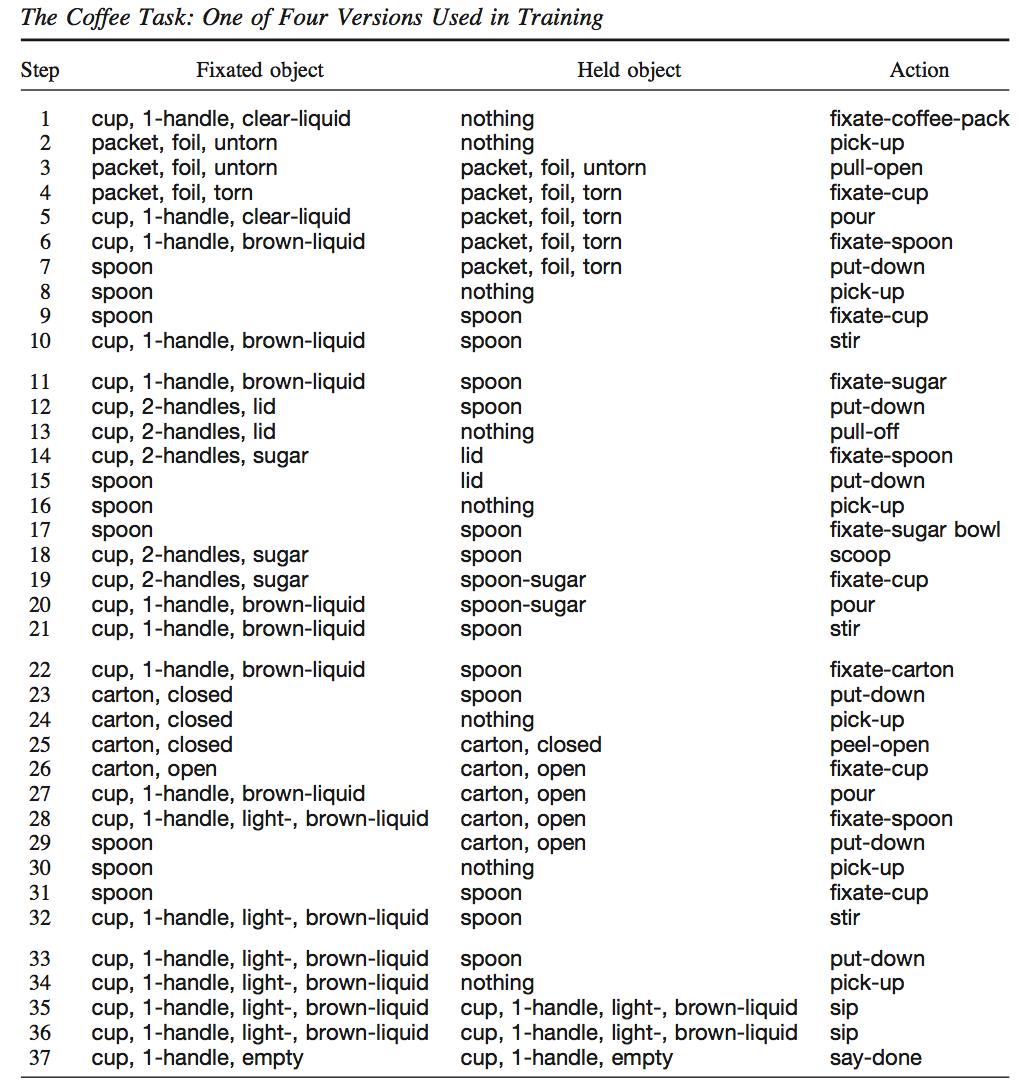 The Coffee Task: One of Four Versions Used in Training
Step Fixated object Held object Action
1 cup, 1-handle, clear-liquid nothing fixate-coffee-pack
2 packet, foil, untorn nothing pick-up
3 packet, foil, untorn packet, foil, untorn pull-open
4 packet, foil, torn packet, foil, torn fixate-cup
5 cup, 1-handle, clear-liquid packet, foil, torn pour
6 cup, 1-handle, brown-liquid packet, foil, torn fixate-spoon
7 spoon packet, foil, torn put-down
8 spoon nothing pick-up
9 spoon spoon fixate-cup
10 cup, 1-handle, brown-liquid spoon stir
11 cup, 1-handle, brown-liquid spoon fixate-sugar
12 cup, 2-handles, lid spoon put-down
13 cup, 2-handles, lid nothing pull-off
14 cup, 2-handles, sugar lid fixate-spoon
15 spoon lid put-down
16 spoon nothing pick-up
17 spoon spoon fixate-sugar bowl
18 cup, 2-handles, sugar spoon scoop
19 cup, 2-handles, sugar spoon-sugar fixate-cup
20 cup, 1-handle, brown-liquid spoon-sugar pour
21 cup, 1-handle, brown-liquid spoon stir
22 cup, 1-handle, brown-liquid spoon fixate-carton
23 carton, closed spoon put-down
24 carton, closed nothing pick-up
25 carton, closed carton, closed peel-open
26 carton, open carton, open fixate-cup
27 cup, 1-handle, brown-liquid carton, open pour
28 cup, 1-handle, light-, brown-liquid carton, open fixate-spoon
29 spoon carton, open put-down
30 spoon nothing pick-up
31 spoon spoon fixate-cup
32 cup, 1-handle, light-, brown-liquid spoon stir
33 cup, 1-handle, light-, brown-liquid spoon put-down
34 cup, 1-handle, light-, brown-liquid nothing pick-up
35 cup, 1-handle, light-, brown-liquid cup, 1-handle, light-, brown-liquid sip
36 cup, 1-handle, light-, brown-liquid cup, 1-handle, light-, brown-liquid sip
37 cup, 1-handle, empty cup, 1-handle, empty say-done